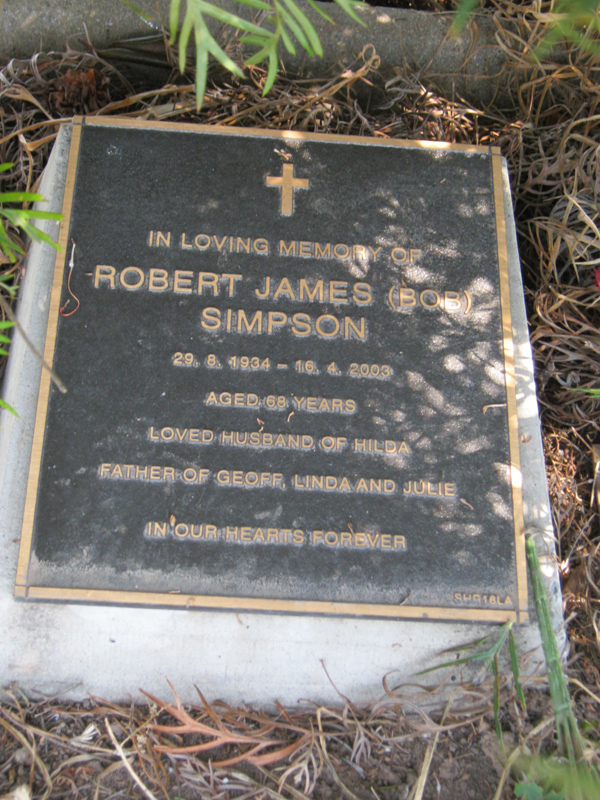 IN LOVING MEMORY OF
ROBERT JAMES (BOB)
SIMPSON
29. 8. 1934 – 16. 4. 2003
AGED 68 YEARS
LOVED HUSBAND OF HILDA
FATHER OF GEOFF, LINDA AND JULIE
IN OUR HEARTS FOREVER